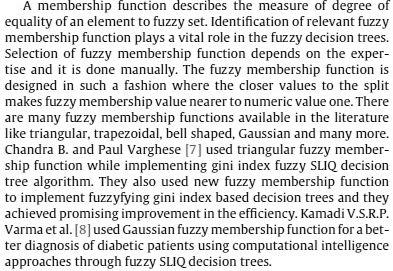 A membership function describes the measure of degree of
equality of an element to fuzzy set. Identification of relevant fuzzy
membership function plays a vital role in the fuzzy decision trees.
Selection of fuzzy membership function depends on the exper-
tise and it is done manually. The fuzzy membership function is
designed in such a fashion where the closer values to the split
makes fuzzy membership value nearer to numeric value one. There
are many fuzzy membership functions available in the literature
like triangular, trapezoidal, bell shaped, Gaussian and many more.
Chandra B. and Paul Varghese [7] used triangular fuzzy member-
ship function while implementing gini index fuzzy SLIQ decision
tree algorithm. They also used new fuzzy membership function
to implement fuzzyfying gini index based decision trees and they
achieved promising improvement in the efficiency. Kamadi V.S.R.P.
Varma et al. [8] used Gaussian fuzzy membership function for a bet-
ter diagnosis of diabetic patients using computational intelligence
approaches through fuzzy SLIQ decision trees.